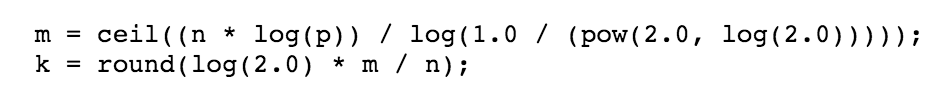 m = ceil((n * log(p)) / log(1.0 / (pow(2.0, log(2.0)))));
k = round(log(2.0) * m / n);